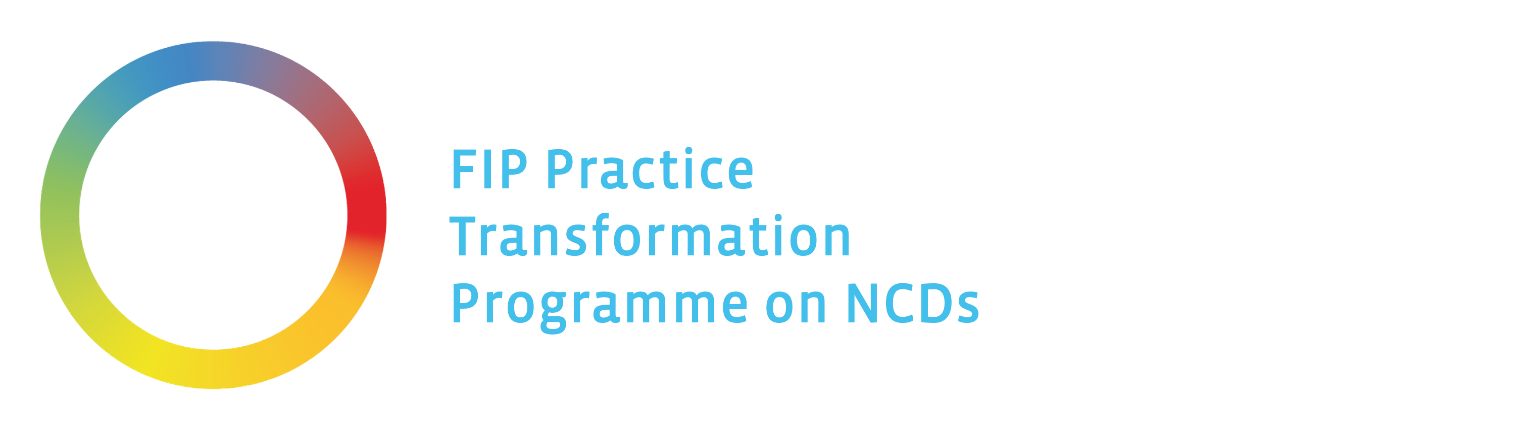 FIP Practice
Transformation
Programme on NCDs